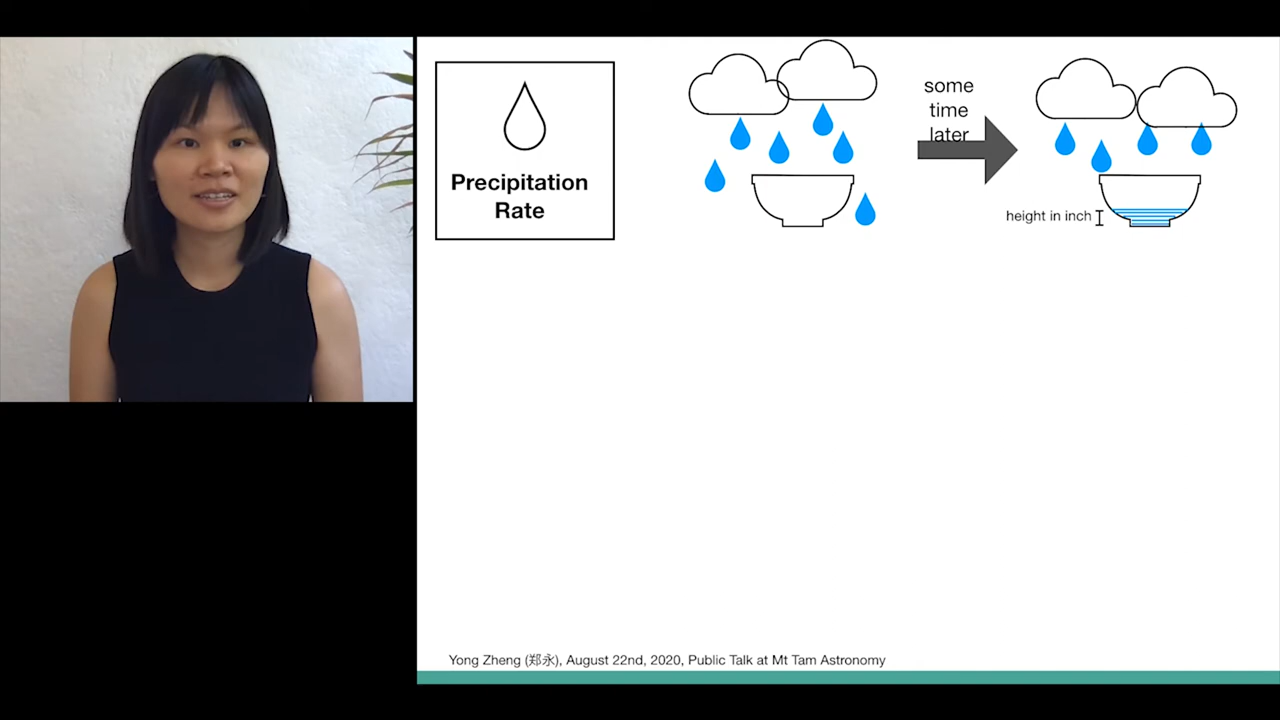 Precipitation
Rate
some
time
later
height in inch
Yong Zheng (郑永), August 22nd, 2020, Public Talk at Mt Tam Astronomy